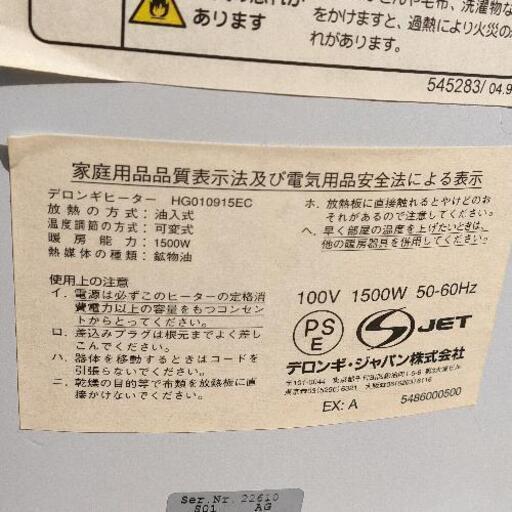 があります
をかけますと、過熱により火災の
れがあります。
545283/04.9
家庭用品品質表示法及び電気用品安全法による表示
デロンギヒーター HG010915EC
放熱の方式：油入式
温度調節の方式：可変式
暖房能力：1500W
熱媒体の種類：鉱物油
使用上の注意
イ．電源は必ずこのヒーターの定格消
費電力以上の容量をもつコンセン
トからとってください。
ロ．差込みプラグは根元までよく差し
こんでください。
ハ．器体を移動するときはコードを
引張らないでください。
ニ．乾燥の目的等で布類を放熱板に直
接かけないでください。
ホ．放熱板に直接触れるとやけどのお
それがあるので注意してください。
ヘ．早く部屋の温度を上げたいときは、
他の暖房器具を併用してください。
100V 1500W 50-60Hz
PS
E
JET
デロンギ・ジャパン株式会社
EX: A
5486000500
Ser.Nr. 22610
S01 AG